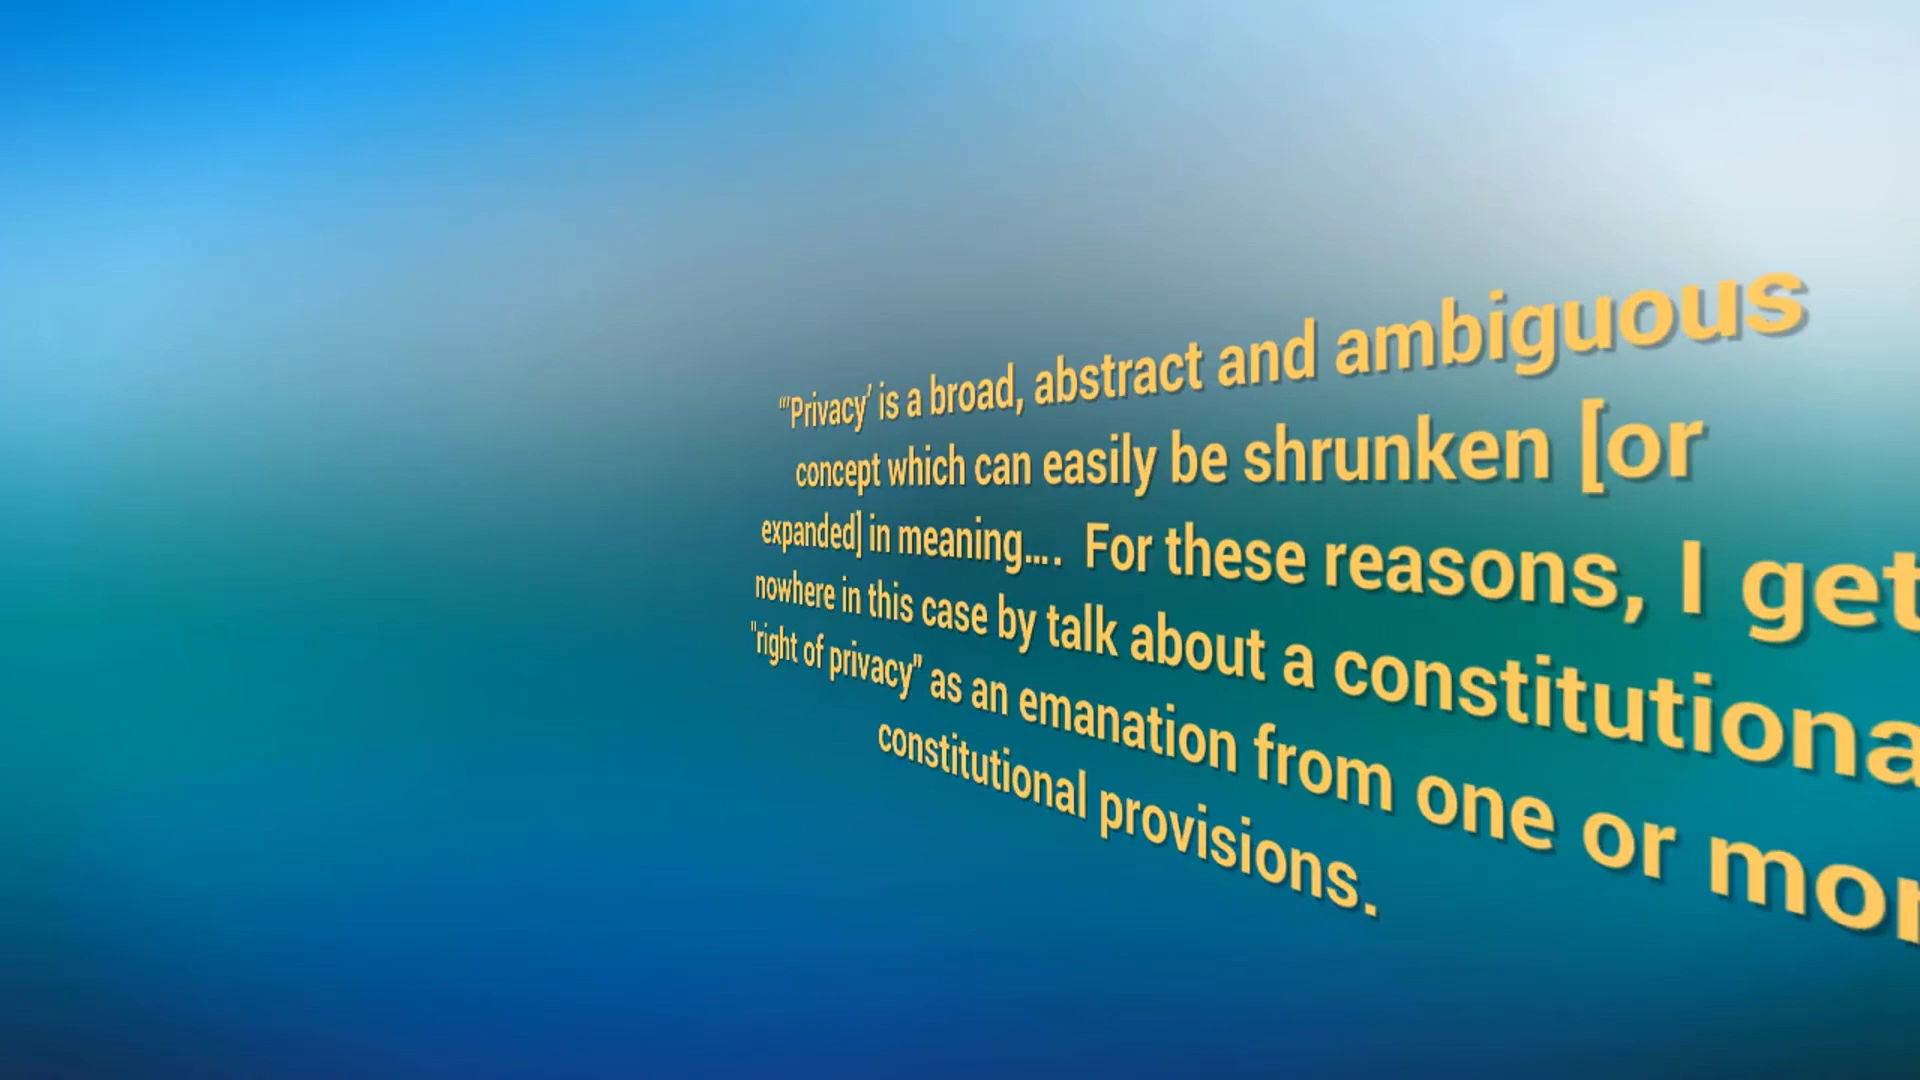 “‘Privacy’ is a broad, abstract and ambiguous
concept which can easily be shrunken [or
expanded] in meaning…. For these reasons, I get
nowhere in this case by talk about a constitutiona
"right of privacy” as an emanation from one or mor
constitutional provisions.